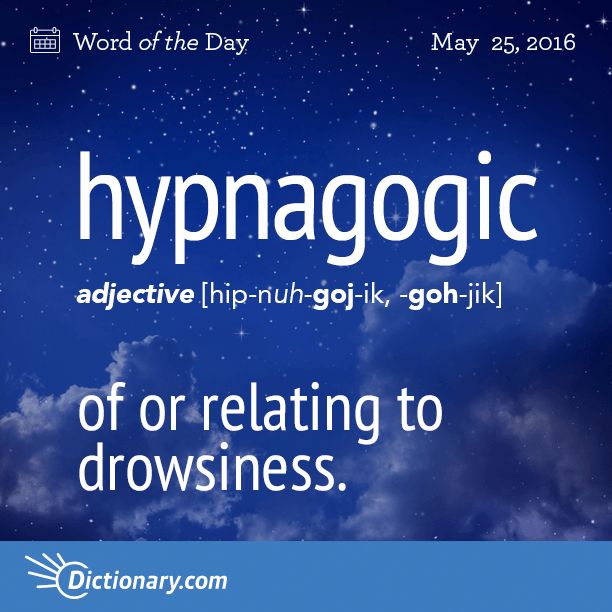 Word of the Day
May 25, 2016
hypnagogic
adjective [hip-nuh-goj-ik, -goh-jik]
of or relating to
drowsiness.
Dictionary.com